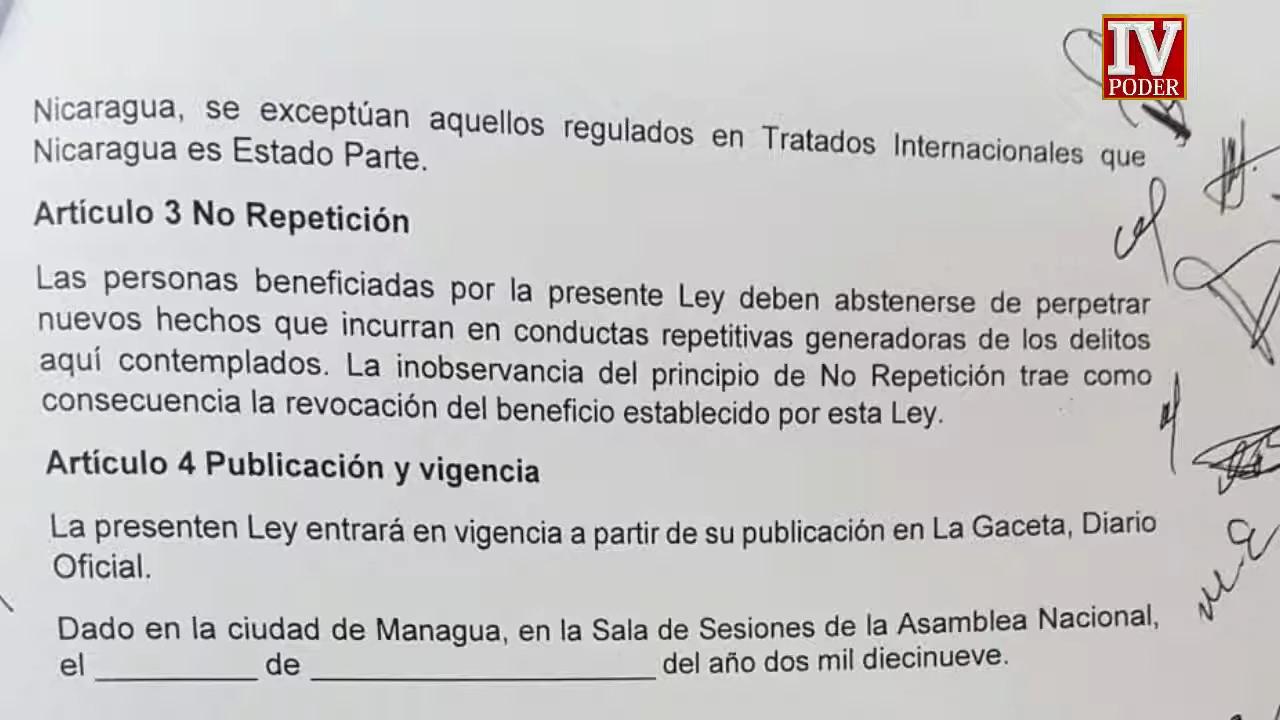 IV
PODER
Nicaragua, se exceptúan aquellos regulados en Tratados Internacionales que
Nicaragua es Estado Parte.
Artículo 3 No Repetición
Las personas beneficiadas por la presente Ley deben abstenerse de perpetrar
nuevos hechos que incurran en conductas repetitivas generadoras de los delitos
aquí contemplados. La inobservancia del principio de No Repetición trae como
consecuencia la revocación del beneficio establecido por esta Ley.
Artículo 4 Publicación y vigencia
La presenten Ley entrará en vigencia a partir de su publicación en La Gaceta, Diario
Oficial.
Dado en la ciudad de Managua, en la Sala de Sesiones de la Asamblea Nacional,
el __________ de ______________________ del año dos mil diecinueve.